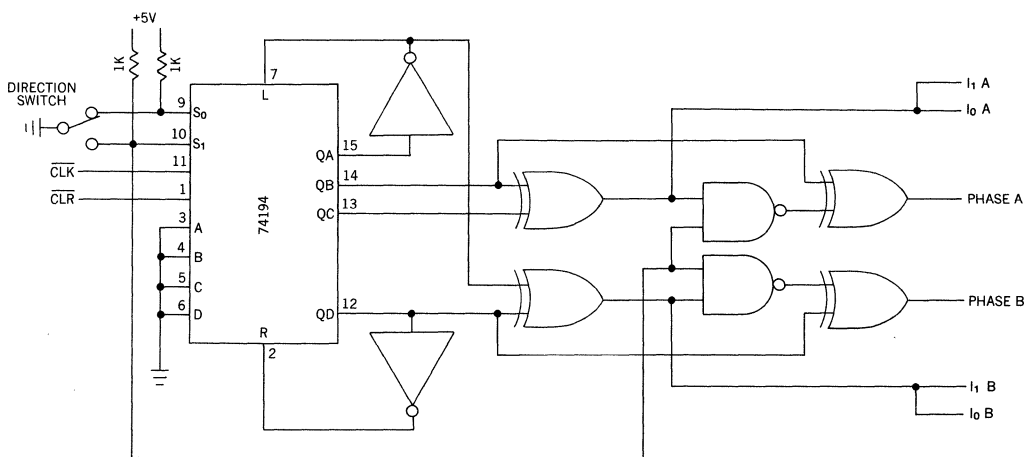 +5V
1K
1K
7
L
DIRECTION
SWITCH
9
S0
10
S1
15
QA
11
CLK
14
QB
1
CLR
13
QC
3
A
4
B
5
C
6
D
74194
12
QD
R
2
I1 A
I0 A
PHASE A
PHASE B
I1 B
I0 B